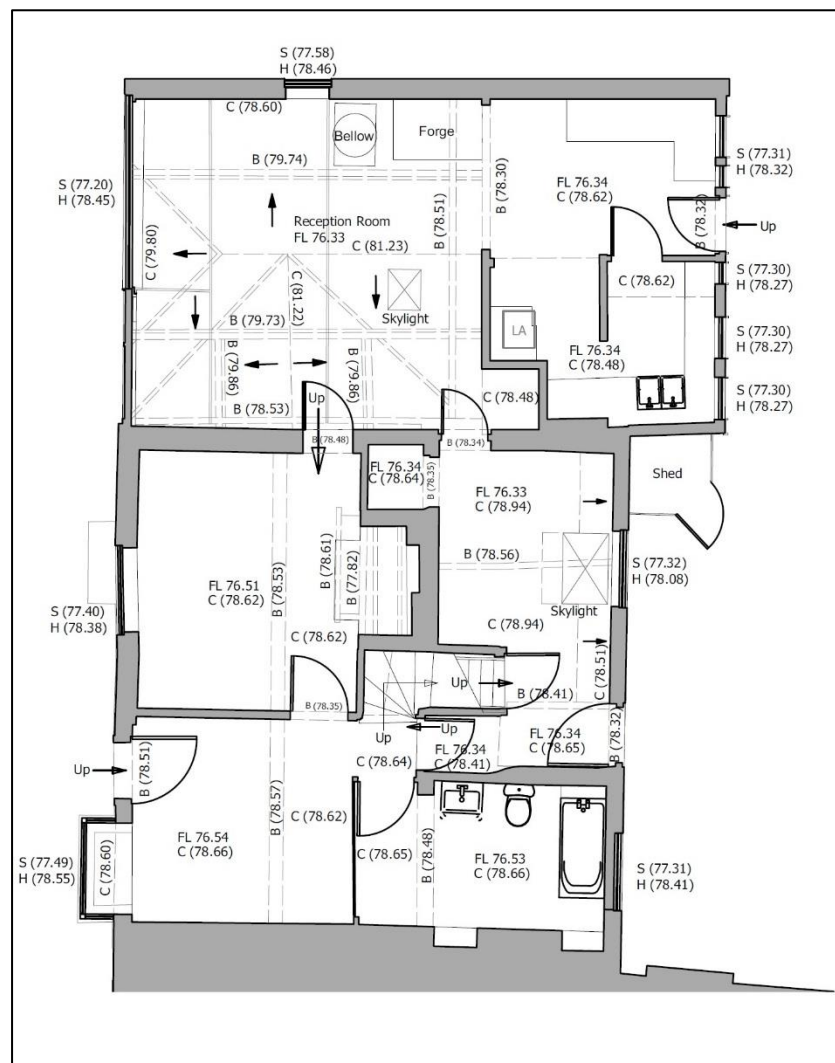 S (77.58)
H (78.46)
C (78.60)
Bellow
Forge
B (79.74)
S (77.20)
H (78.45)
B (78.51)
B (78.30)
FL 76.34
C (78.62)
S (77.31)
H (78.32)
B (78.32)
Up
Reception Room
FL 76.33
C (81.23)
C (79.80)
C (81.22)
Skylight
C (78.62)
S (77.30)
H (78.27)
B (79.73)
B (79.86)
B (79.86)
LA
S (77.30)
H (78.27)
FL 76.34
C (78.48)
S (77.30)
H (78.27)
Up
C (78.48)
B (78.53)
B (78.48)
B (78.34)
FL 76.34
C (78.64)
B (78.35)
FL 76.33
C (78.94)
Shed
B (78.56)
S (77.32)
H (78.08)
FL 76.51
C (78.62)
B (78.53)
B (78.61)
B (77.82)
Skylight
S (77.40)
H (78.38)
C (78.62)
C (78.94)
C (78.51)
Up
B (78.41)
B (78.35)
Up
Up
B (78.32)
FL 76.34
C (78.65)
FL 76.34
C (78.41)
Up
B (78.51)
C (78.64)
B (78.57)
C (78.62)
FL 76.54
C (78.66)
C (78.65)
B (78.48)
FL 76.53
C (78.66)
S (77.49)
H (78.55)
C (78.60)
S (77.31)
H (78.41)